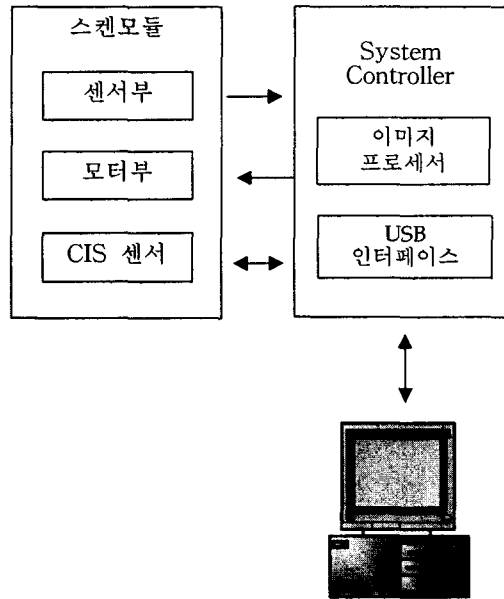 스켄모듈
센서부
모터부
CIS 센서
System
Controller
이미지
프로세서
USB
인터페이스